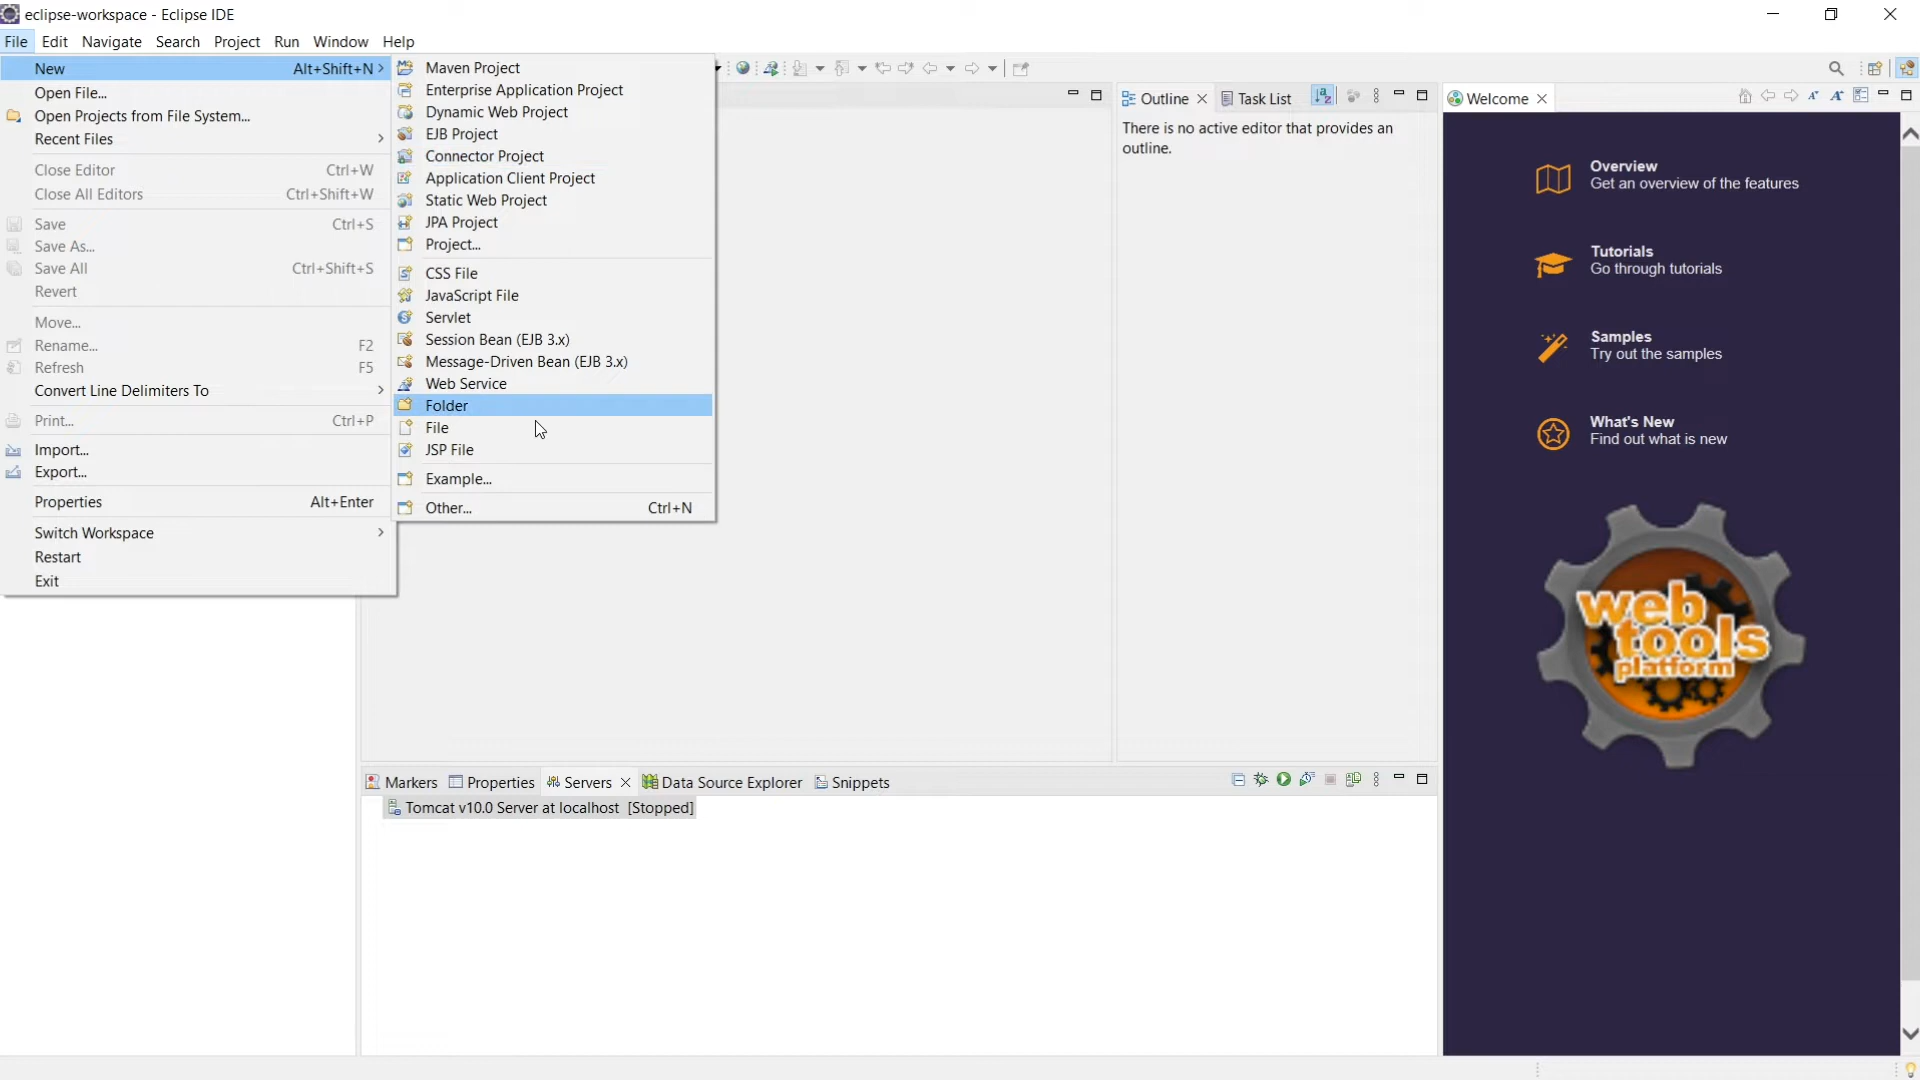 eclipse-workspace - Eclipse IDE
File Edit Navigate Search Project Run Window Help
New Alt+Shift+N
Open File...
Open Projects from File System...
Recent Files
Close Editor Ctrl+W
Close All Editors Ctrl+Shift+W
Save Ctrl+S
Save As...
Save All Ctrl+Shift+S
Revert
Move...
Rename... F2
Refresh F5
Convert Line Delimiters To
Print... Ctrl+P
Import...
Export...
Properties Alt+Enter
Switch Workspace
Restart
Exit
Maven Project
Enterprise Application Project
Dynamic Web Project
EJB Project
Connector Project
Application Client Project
Static Web Project
JPA Project
Project...
CSS File
JavaScript File
Servlet
Session Bean (EJB 3.x)
Message-Driven Bean (EJB 3.x)
Web Service
Folder
File
JSP File
Example...
Other... Ctrl+N
Outline Task List
There is no active editor that provides an
outline.
Welcome
Overview
Get an overview of the features
Tutorials
Go through tutorials
Samples
Try out the samples
What's New
Find out what is new
web
tools
platform
Markers Properties Servers Data Source Explorer Snippets
Tomcat v10.0 Server at localhost [Stopped]